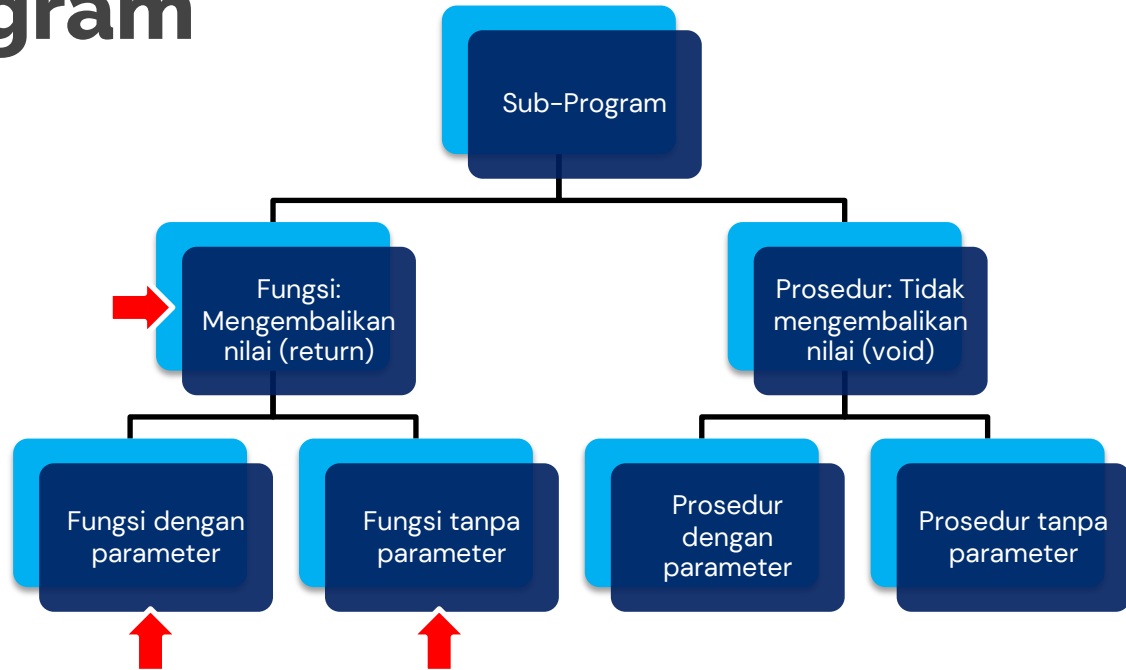 gram
Sub-Program
Fungsi:
Mengembalikan
nilai (return)
Prosedur: Tidak
mengembalikan
nilai (void)
Fungsi dengan
parameter
Fungsi tanpa
parameter
Prosedur
dengan
parameter
Prosedur tanpa
parameter